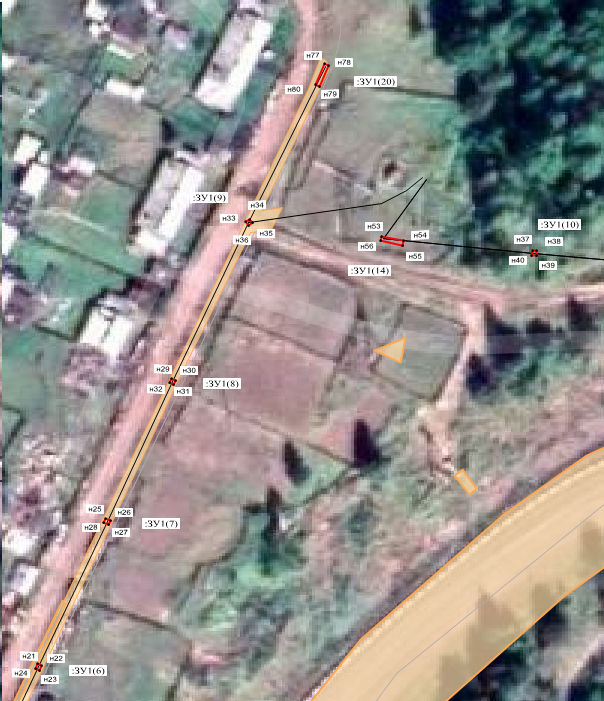 н77 н78
:ЗУ1(20)
н80 н79
:ЗУ1(9)
н34
н33
н35
н36
н53
н54
н56
н55
:ЗУ1(10)
н37 н38
н40 н39
:ЗУ1(14)
н29 н30
н32 н31
:ЗУ1(8)
н25 н26
н28 н27
:ЗУ1(7)
н21 н22
н24 н23
:ЗУ1(6)